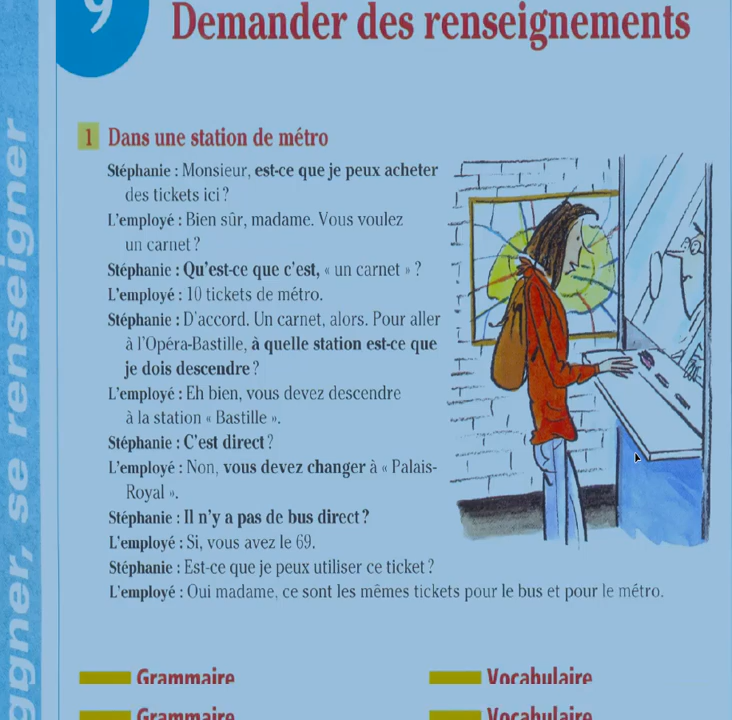 9
Demander des renseignements
1 Dans une station de métro
Stéphanie : Monsieur, est-ce que je peux acheter
des tickets ici ?
L'employé : Bien sûr, madame. Vous voulez
un carnet ?
Stéphanie : Qu'est-ce que c'est, « un carnet » ?
L'employé : 10 tickets de métro.
Stéphanie : D'accord. Un carnet, alors. Pour aller
à l'Opéra-Bastille, à quelle station est-ce que
je dois descendre ?
L'employé : Eh bien, vous devez descendre
à la station « Bastille ».
Stéphanie : C'est direct ?
L'employé : Non, vous devez changer à « Palais-
Royal ».
Stéphanie : Il n'y a pas de bus direct ?
L'employé : Si, vous avez le 69.
Stéphanie : Est-ce que je peux utiliser ce ticket ?
L'employé : Oui madame, ce sont les mêmes tickets pour le bus et pour le métro.
Grammaire
Vocabulaire
Grammaire
Vocabulaire
se renseigner